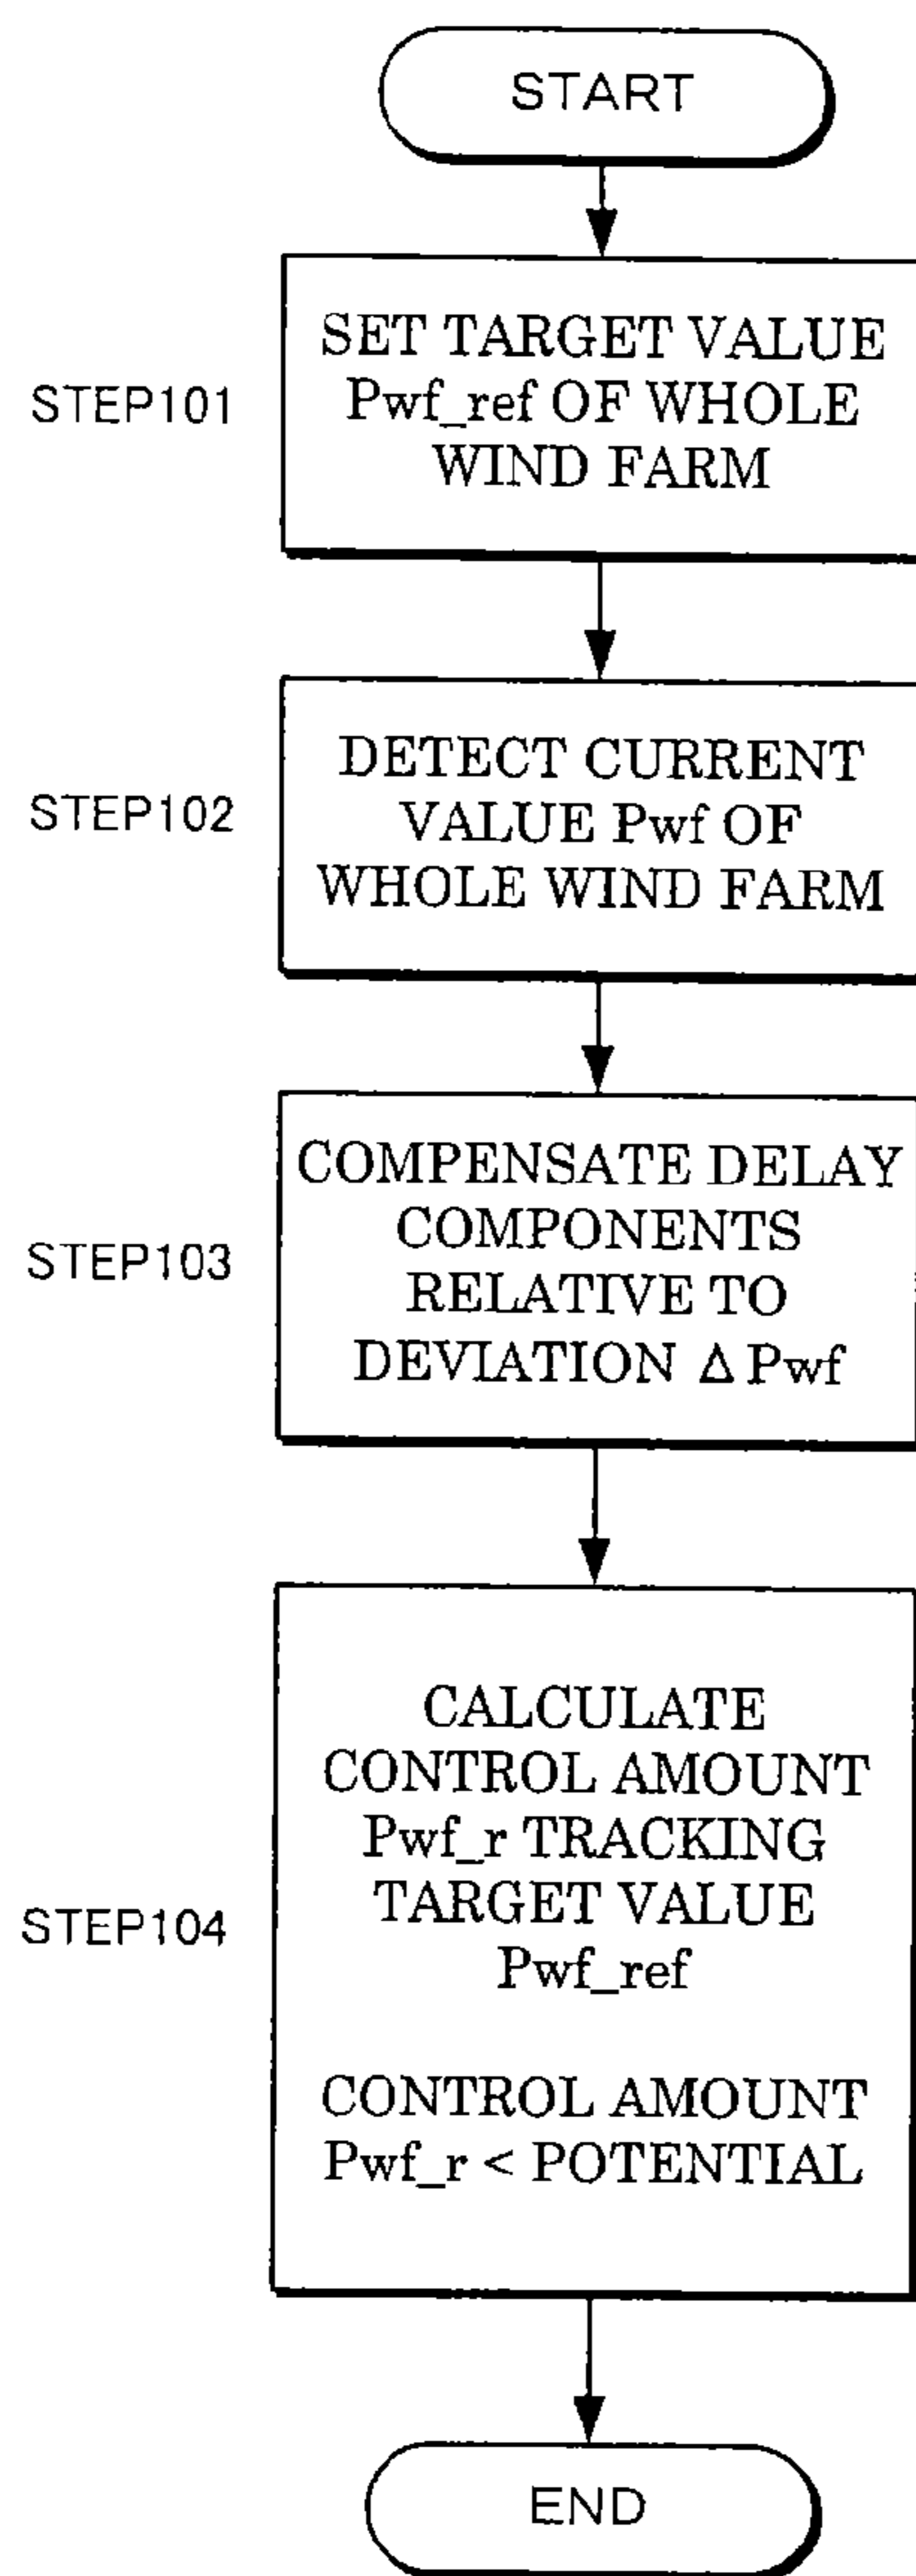 START
STEP101
SET TARGET VALUE
Pwf_ref OF WHOLE
WIND FARM
STEP102
DETECT CURRENT
VALUE Pwf OF
WHOLE WIND FARM
STEP103
COMPENSATE DELAY
COMPONENTS
RELATIVE TO
DEVIATION Δ Pwf
STEP104
CALCULATE
CONTROL AMOUNT
Pwf_r TRACKING
TARGET VALUE
Pwf_ref
CONTROL AMOUNT
Pwf_r < POTENTIAL
END